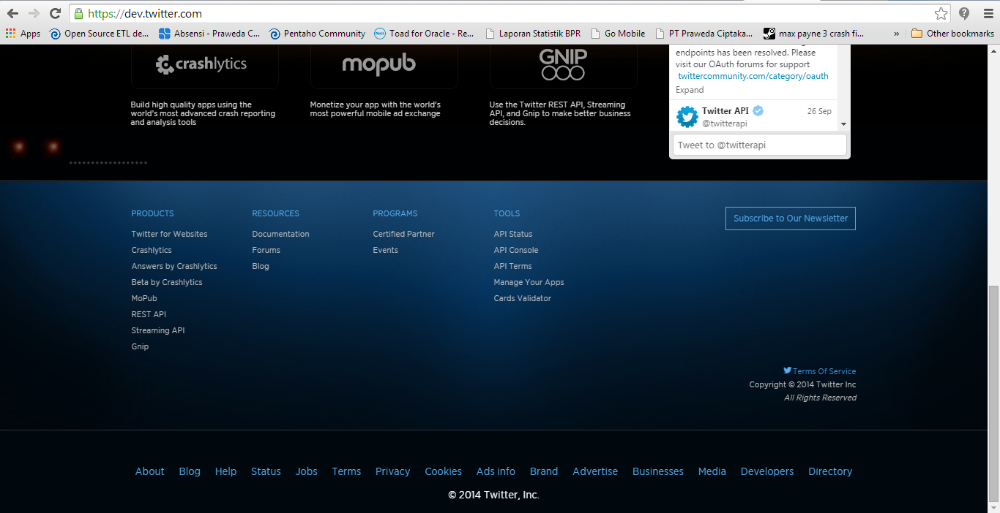 https://dev.twitter.com
Apps Open Source ETL de... Absensi - Praweda C... Pentaho Community Toad for Oracle - Re... Laporan Statistik BPR Go Mobile PT Praweda Ciptaka... max payne 3 crash fi... » Other bookmarks
crashlytics
Build high quality apps using the
world's most advanced crash reporting
and analysis tools
mopub
Monetize your app with the world's
most powerful mobile ad exchange
GNIP
Use the Twitter REST API, Streaming
API, and Gnip to make better business
decisions.
endpoints has been resolved. Please
visit our OAuth forums for support
twittercommunity.com/category/oauth
Expand
Twitter API 26 Sep
@twitterapi
Tweet to @twitterapi
PRODUCTS
Twitter for Websites
Crashlytics
Answers by Crashlytics
Beta by Crashlytics
MoPub
REST API
Streaming API
Gnip
RESOURCES
Documentation
Forums
Blog
PROGRAMS
Certified Partner
Events
TOOLS
API Status
API Console
API Terms
Manage Your Apps
Cards Validator
Subscribe to Our Newsletter
Terms Of Service
Copyright © 2014 Twitter Inc
All Rights Reserved
About Blog Help Status Jobs Terms Privacy Cookies Ads info Brand Advertise Businesses Media Developers Directory
© 2014 Twitter, Inc.